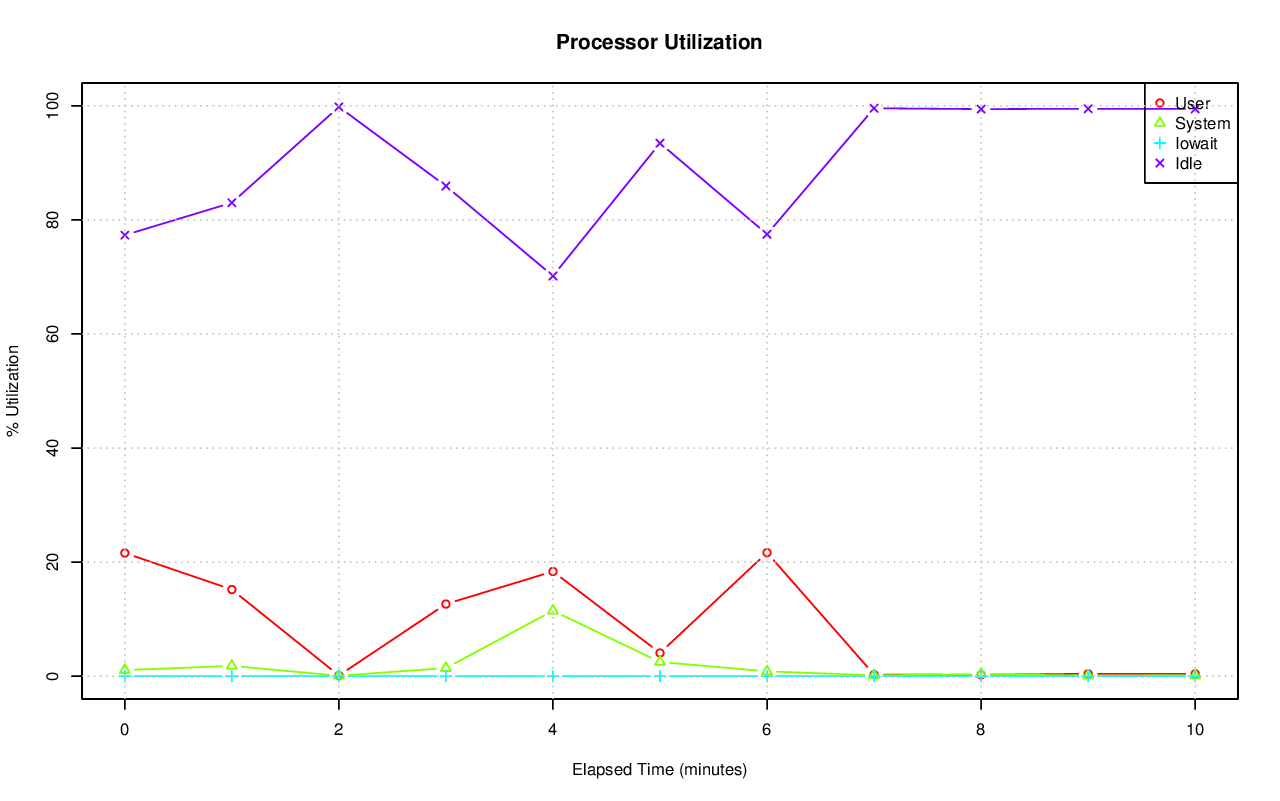 Processor Utilization
% Utilization
100
80
60
40
20
0
User
System
Iowait
Idle
0 2 4 6 8 10
Elapsed Time (minutes)